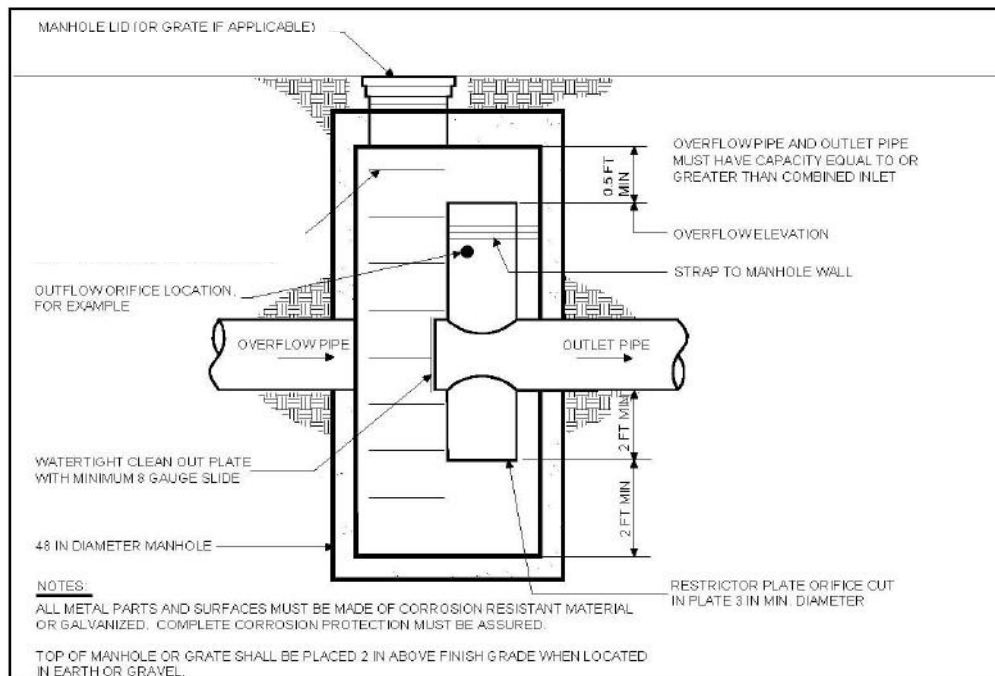 MANHOLE LID (OR GRATE IF APPLICABLE)
OVERFLOW PIPE AND OUTLET PIPE
MUST HAVE CAPACITY EQUAL TO OR
GREATER THAN COMBINED INLET
0.5 FT
MIN
OVERFLOW ELEVATION
STRAP TO MANHOLE WALL
OUTFLOW ORIFICE LOCATION,
FOR EXAMPLE
OVERFLOW PIPE
OUTLET PIPE
2 FT MIN
WATERTIGHT CLEAN OUT PLATE
WITH MINIMUM 8 GAUGE SLIDE
2 FT MIN
48 IN DIAMETER MANHOLE
RESTRICTOR PLATE ORIFICE CUT
IN PLATE 3 IN MIN. DIAMETER
NOTES:
ALL METAL PARTS AND SURFACES MUST BE MADE OF CORROSION RESISTANT MATERIAL
OR GALVANIZED. COMPLETE CORROSION PROTECTION MUST BE ASSURED.
TOP OF MANHOLE OR GRATE SHALL BE PLACED 2 IN ABOVE FINISH GRADE WHEN LOCATED
IN EARTH OR GRAVEL.